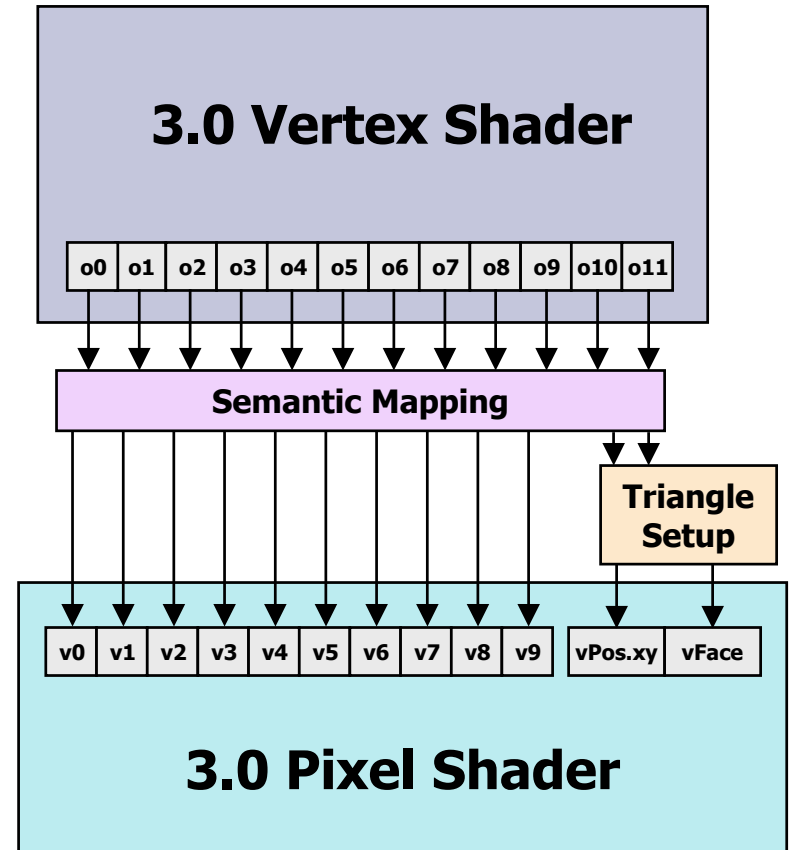 3.0 Vertex Shader
o0 o1 o2 o3 o4 o5 o6 o7 o8 o9 o10 o11
Semantic Mapping
Triangle
Setup
v0 v1 v2 v3 v4 v5 v6 v7 v8 v9 vPos.xy vFace
3.0 Pixel Shader